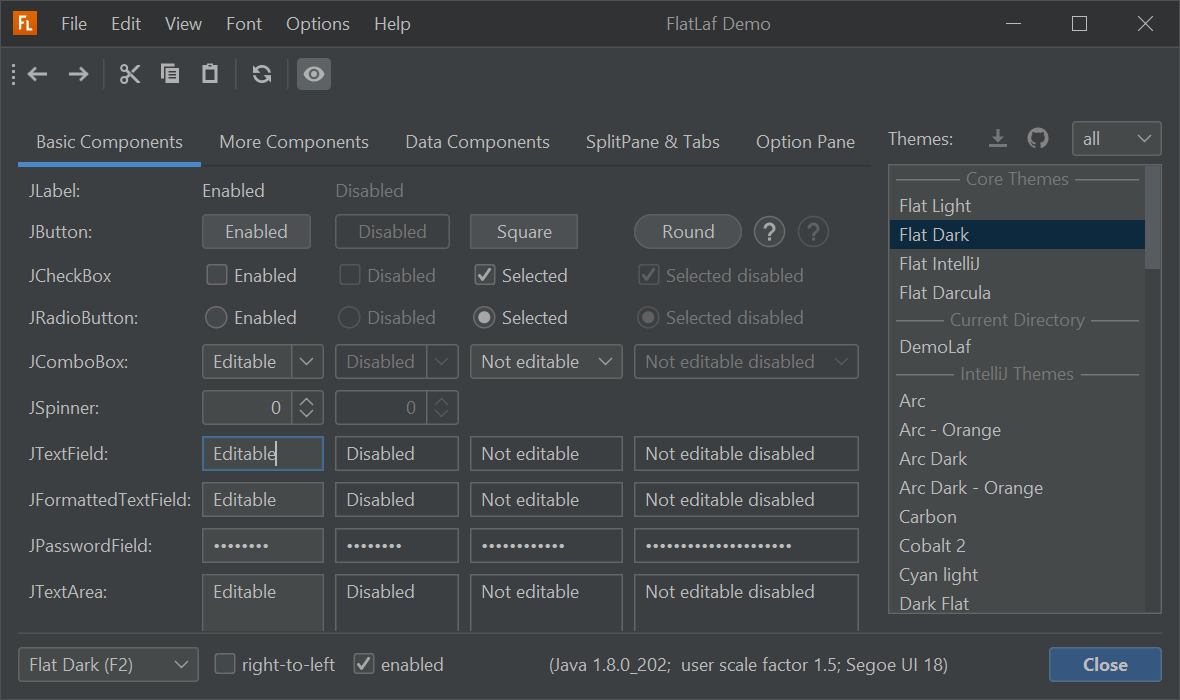 FL File Edit View Font Options Help FlatLaf Demo
Basic Components More Components Data Components SplitPane & Tabs Option Pane
JLabel: Enabled Disabled
JButton: Enabled Disabled Square Round ? ?
JCheckBox Enabled Disabled Selected Selected disabled
JRadioButton: Enabled Disabled Selected Selected disabled
JComboBox: Editable Disabled Not editable Not editable disabled
JSpinner: 0 0
JTextField: Editable Disabled Not editable Not editable disabled
JFormattedTextField: Editable Disabled Not editable Not editable disabled
JPasswordField: •••••••• •••••••• •••••••••••• ••••••••••••••••••••
JTextArea: Editable Disabled Not editable Not editable disabled
Themes: all
Core Themes
Flat Light
Flat Dark
Flat IntelliJ
Flat Darcula
Current Directory
DemoLaf
IntelliJ Themes
Arc
Arc - Orange
Arc Dark
Arc Dark - Orange
Carbon
Cobalt 2
Cyan light
Dark Flat
Flat Dark (F2) right-to-left enabled (Java 1.8.0_202; user scale factor 1.5; Segoe UI 18) Close